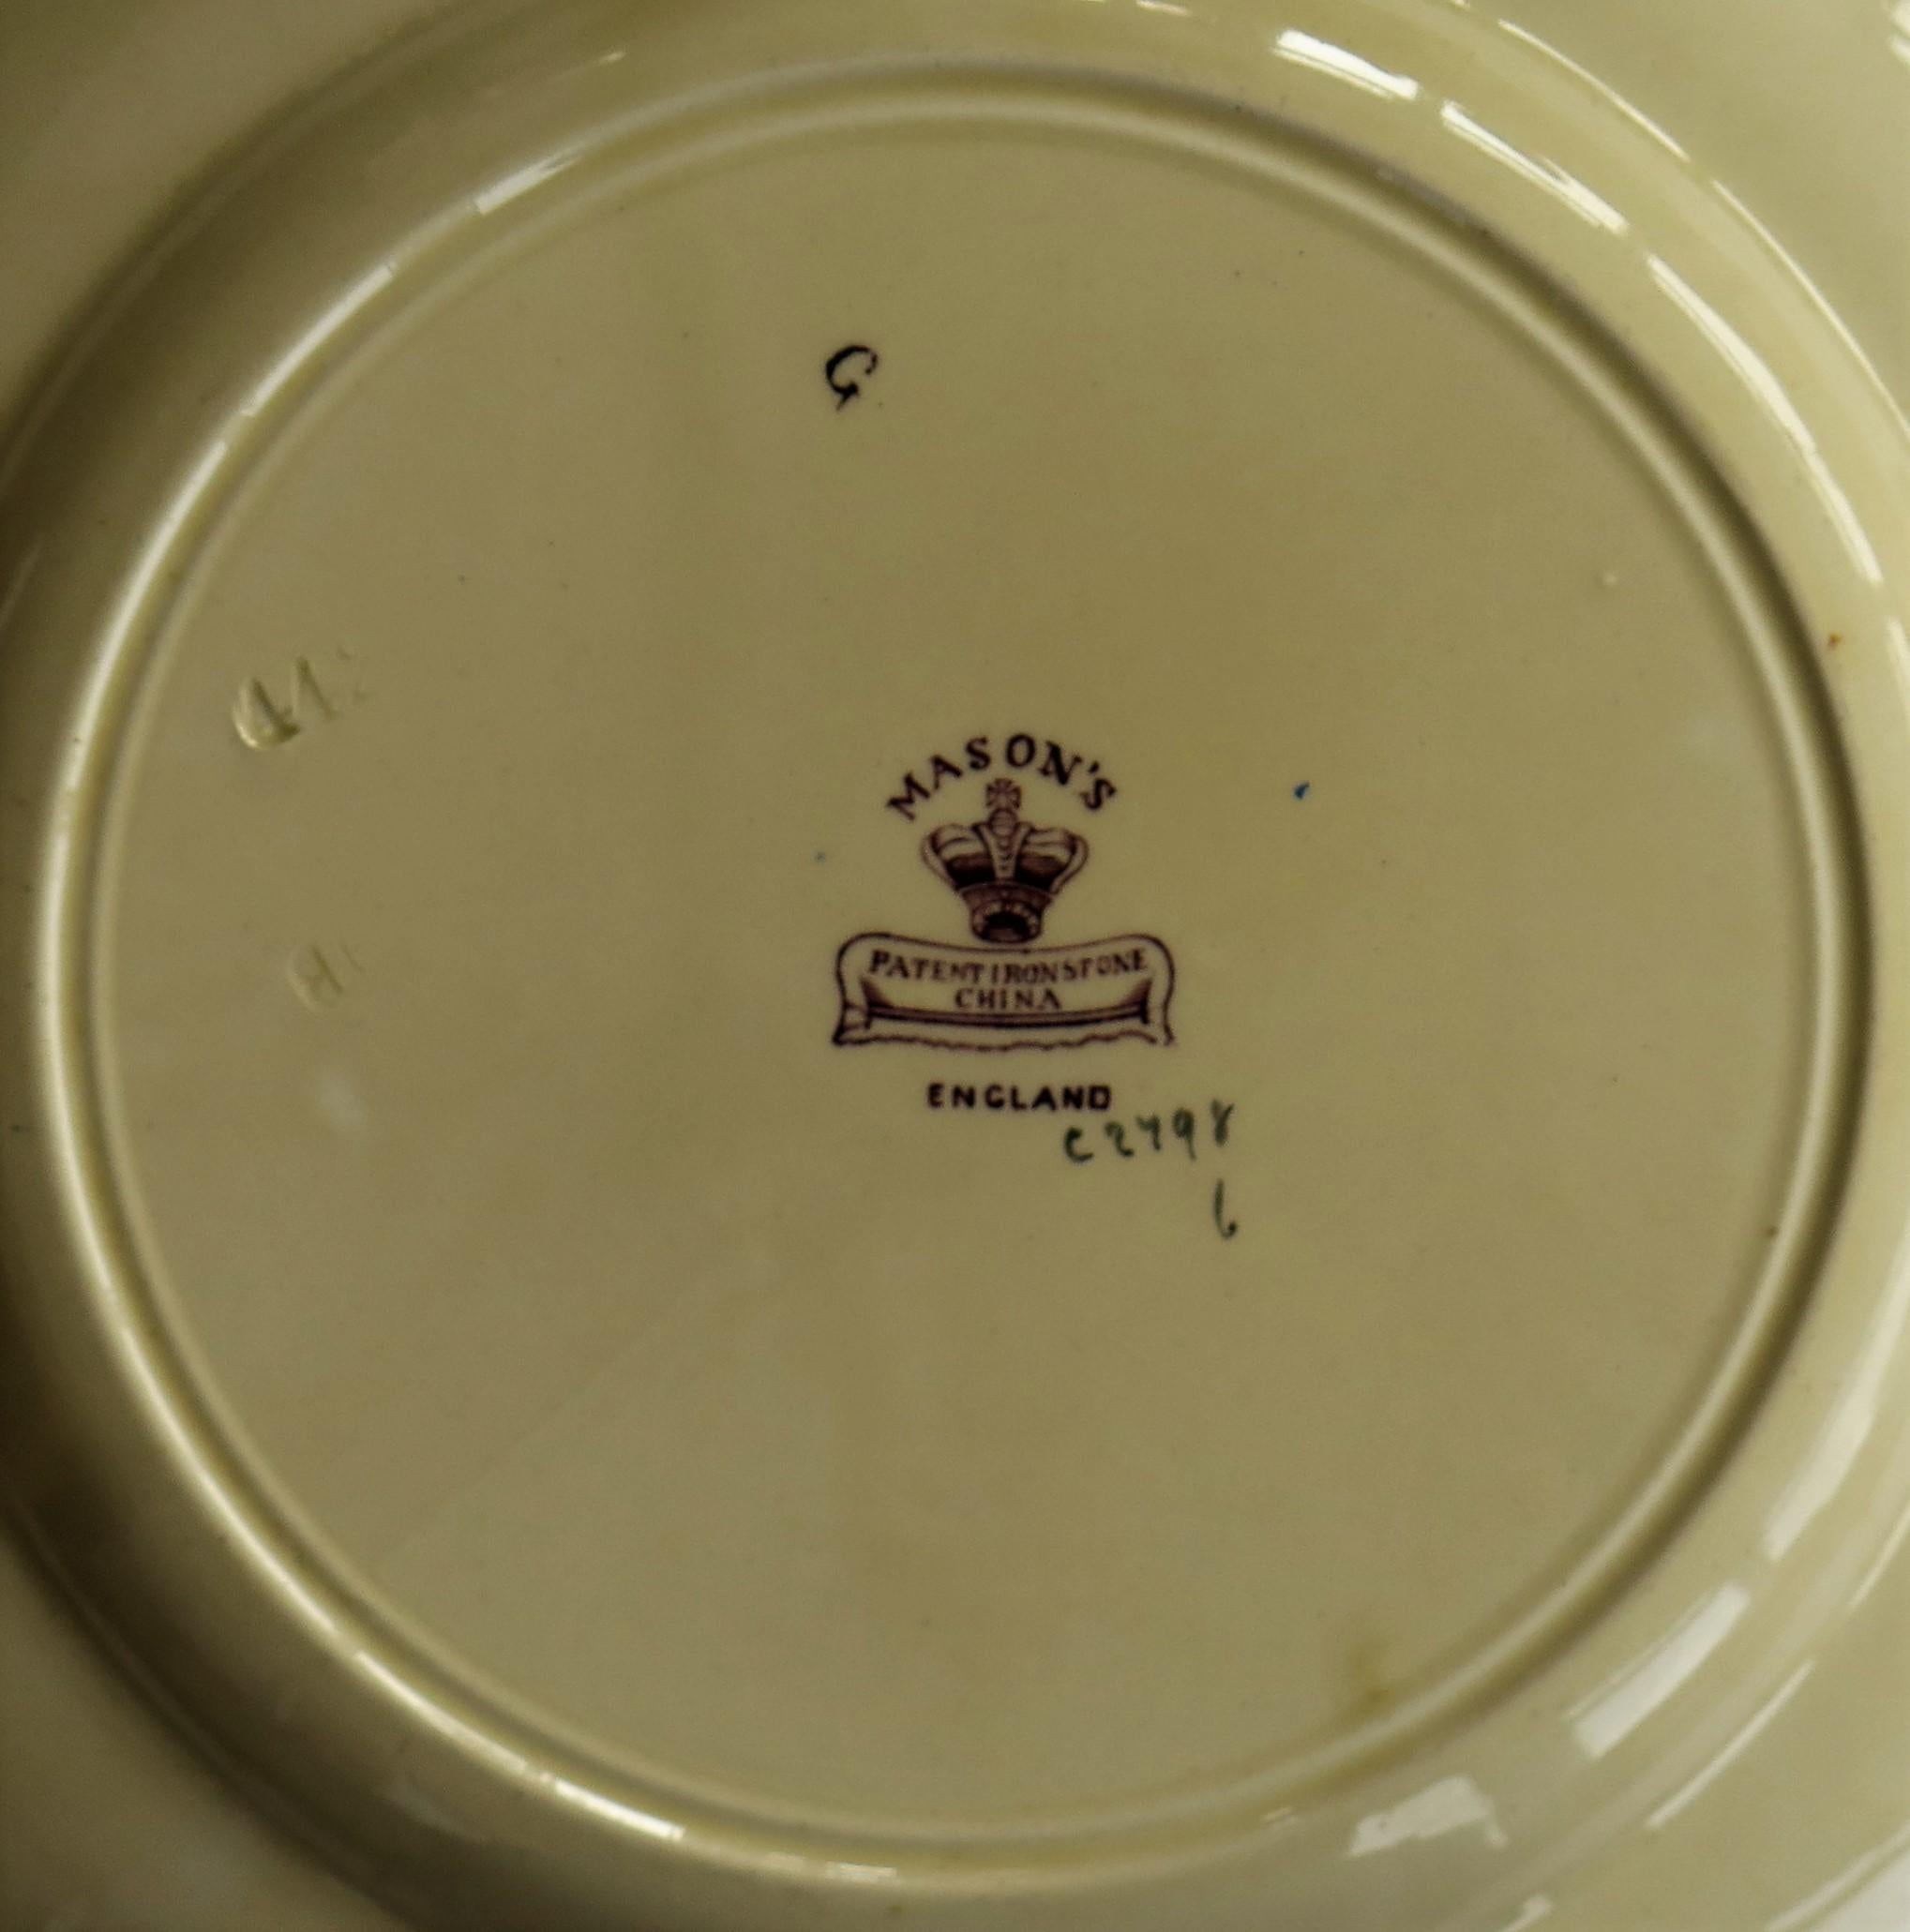 G
MASON'S
PATENT IRONSTONE
CHINA
ENGLAND
C2498
6